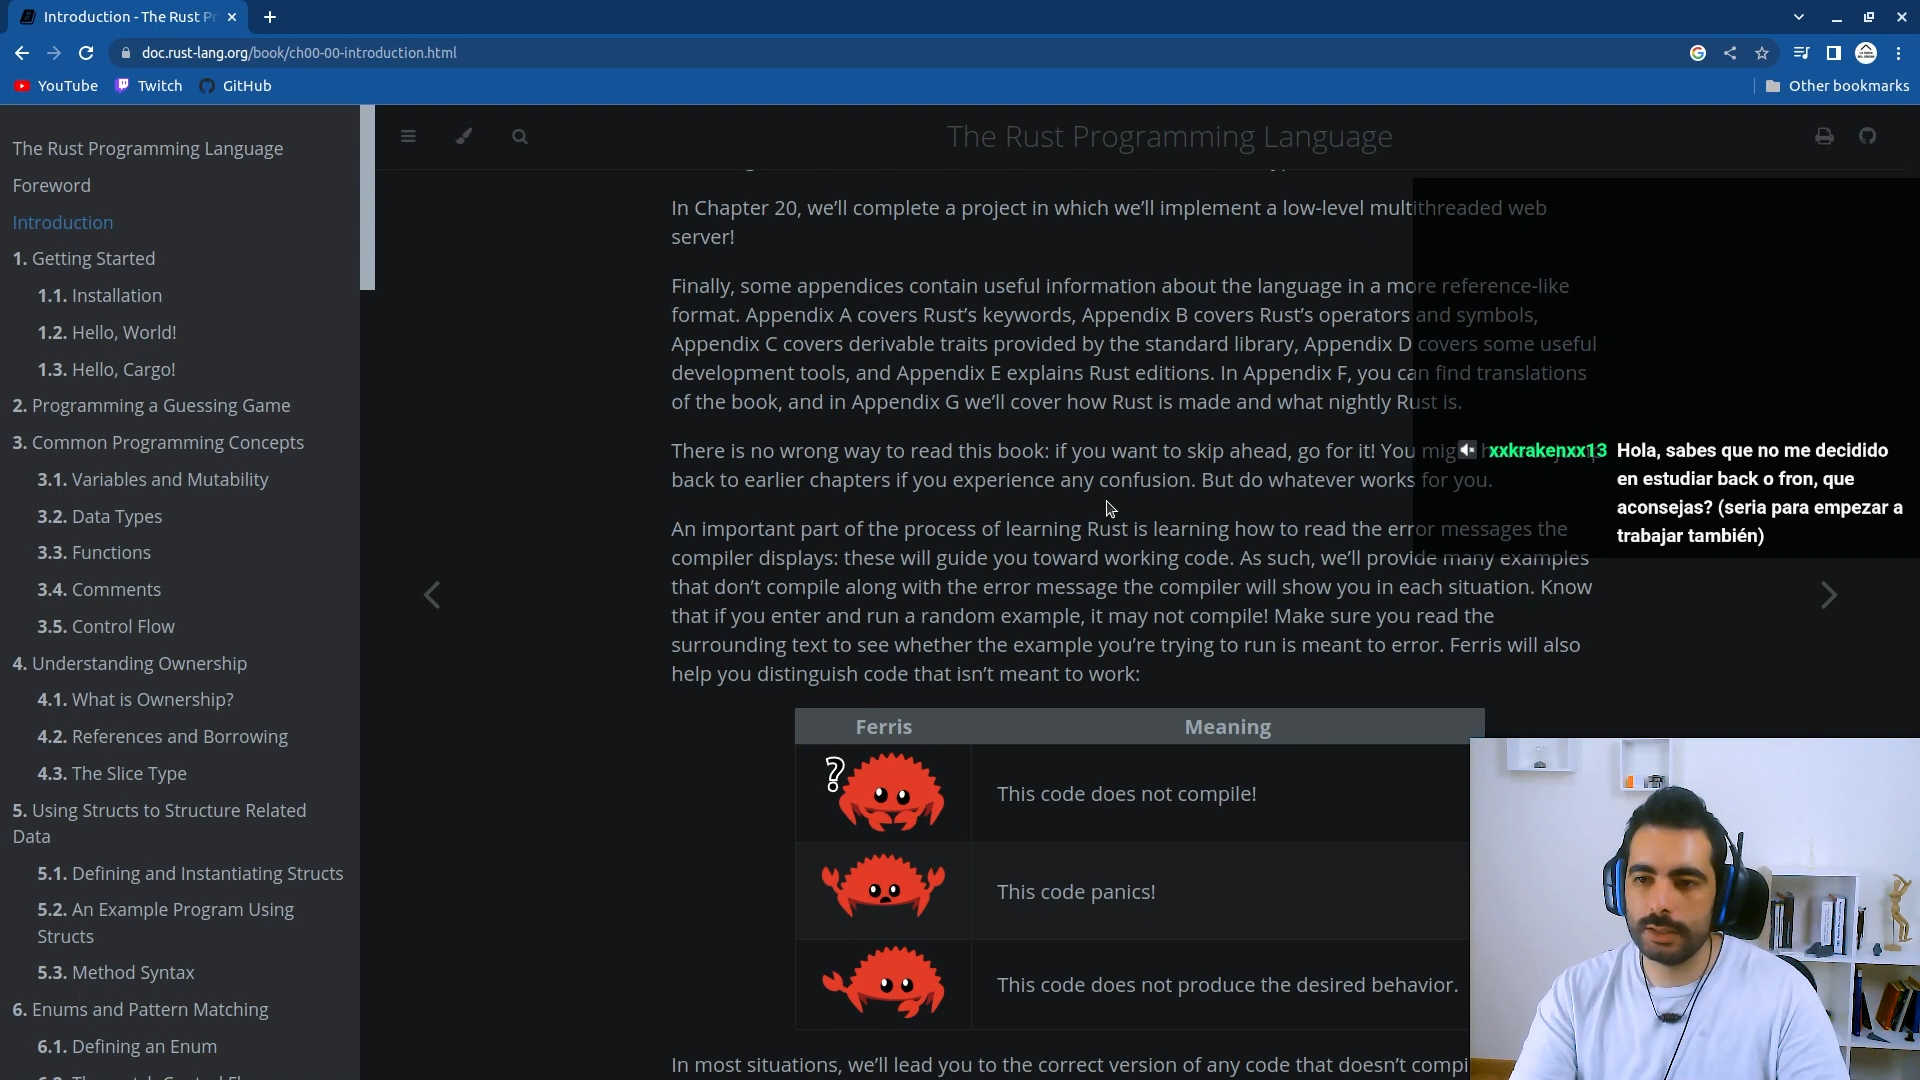 Introduction - The Rust Pr
doc.rust-lang.org/book/ch00-00-introduction.html
YouTube
Twitch
GitHub
Other bookmarks
The Rust Programming Language
Foreword
Introduction
1. Getting Started
1.1. Installation
1.2. Hello, World!
1.3. Hello, Cargo!
2. Programming a Guessing Game
3. Common Programming Concepts
3.1. Variables and Mutability
3.2. Data Types
3.3. Functions
3.4. Comments
3.5. Control Flow
4. Understanding Ownership
4.1. What is Ownership?
4.2. References and Borrowing
4.3. The Slice Type
5. Using Structs to Structure Related
Data
5.1. Defining and Instantiating Structs
5.2. An Example Program Using
Structs
5.3. Method Syntax
6. Enums and Pattern Matching
6.1. Defining an Enum
The Rust Programming Language
In Chapter 20, we’ll complete a project in which we’ll implement a low-level multithreaded web
server!
Finally, some appendices contain useful information about the language in a more reference-like
format. Appendix A covers Rust’s keywords, Appendix B covers Rust’s operators and symbols,
Appendix C covers derivable traits provided by the standard library, Appendix D covers some useful
development tools, and Appendix E explains Rust editions. In Appendix F, you can find translations
of the book, and in Appendix G we’ll cover how Rust is made and what nightly Rust is.
There is no wrong way to read this book: if you want to skip ahead, go for it! You
back to earlier chapters if you experience any confusion. But do whatever works for you.
An important part of the process of learning Rust is learning how to read the error messages the
compiler displays: these will guide you toward working code. As such, we’ll provide many examples
that don’t compile along with the error message the compiler will show you in each situation. Know
that if you enter and run a random example, it may not compile! Make sure you read the
surrounding text to see whether the example you’re trying to run is meant to error. Ferris will also
help you distinguish code that isn’t meant to work:
Ferris
Meaning
?
This code does not compile!
This code panics!
This code does not produce the desired behavior.
In most situations, we’ll lead you to the correct version of any code that doesn’t compi
xxkrakenxx13 Hola, sabes que no me decidido
en estudiar back o fron, que
aconsejas? (seria para empezar a
trabajar también)